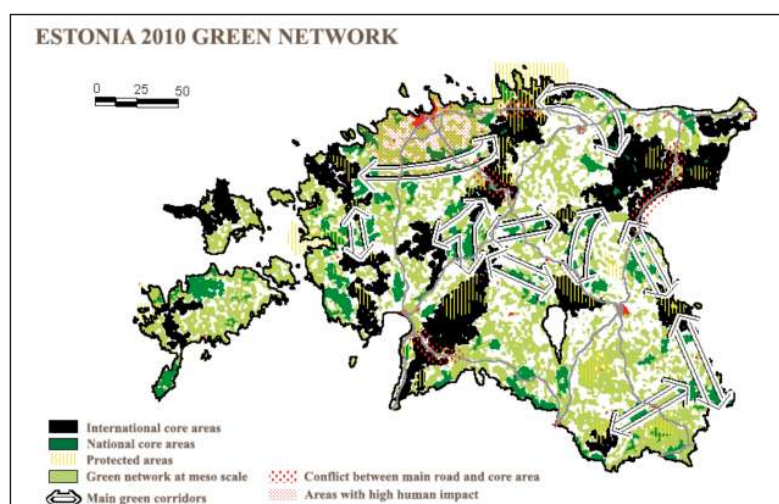 ESTONIA 2010 GREEN NETWORK
0 25 50
International core areas
National core areas
Protected areas
Green network at meso scale
Conflict between main road and core area
Main green corridors
Areas with high human impact